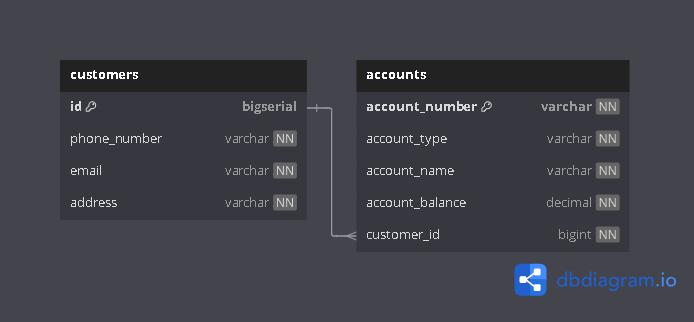 customers
id bigserial
phone_number varchar NN
email varchar NN
address varchar NN
accounts
account_number varchar NN
account_type varchar NN
account_name varchar NN
account_balance decimal NN
customer_id bigint NN
dbdiagram.io